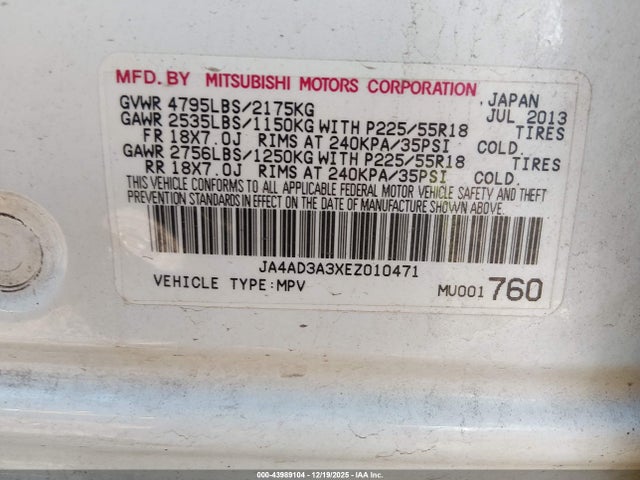 MFD. BY MITSUBISHI MOTORS CORPORATION JAPAN
GVWR 4795LBS/2175KG JUL 2013
GAWR 2535LBS/1150KG WITH P225/55R18 TIRES
FR 18X7.0J RIMS AT 240KPA/35PSI COLD.
GAWR 2756LBS/1250KG WITH P225/55R18 TIRES
RR 18X7.0J RIMS AT 240KPA/35PSI COLD.
THIS VEHICLE CONFORMS TO ALL APPLICABLE FEDERAL MOTOR VEHICLE SAFETY AND THEFT
PREVENTION STANDARDS IN EFFECT ON THE DATE OF MANUFACTURE SHOWN ABOVE.
JA4AD3A3XEZ010471
VEHICLE TYPE:MPV MU001 760
000-43989104 | 12/19/2025 | IAA Inc.